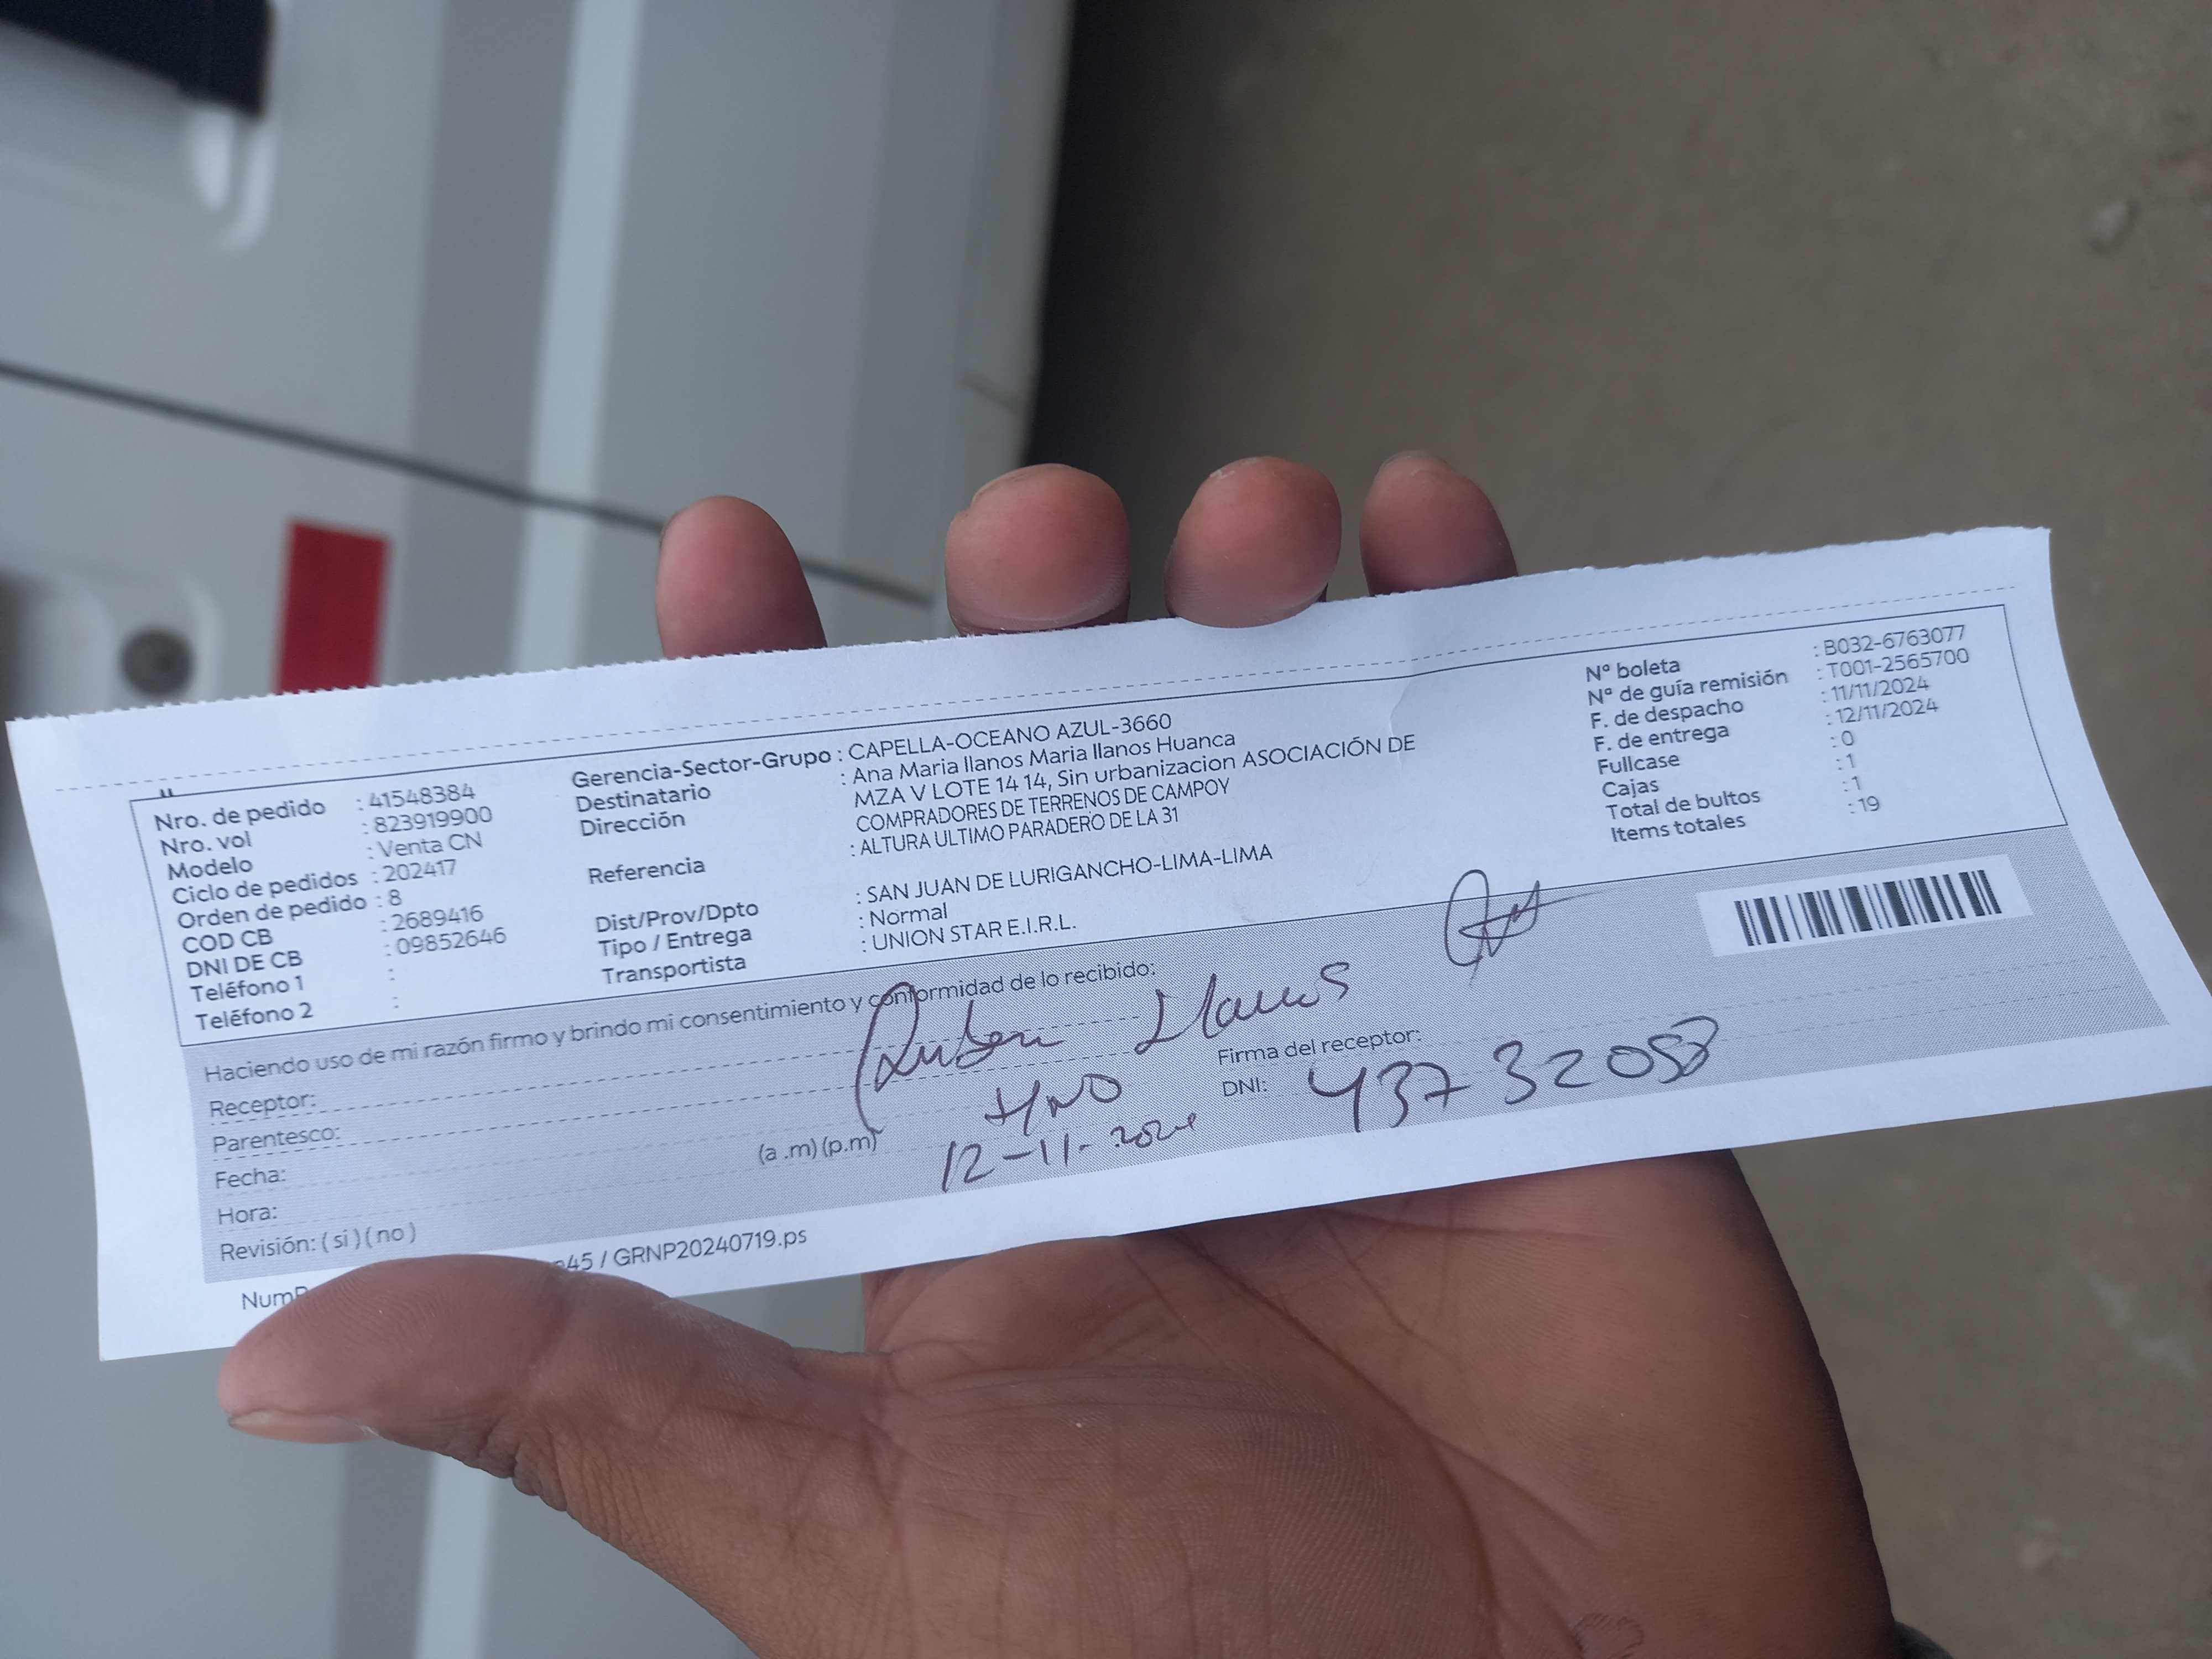 Nro. de pedido : 41548384
Nro. vol : 823919900
Modelo : Venta CN
Ciclo de pedidos : 202417
Orden de pedido : 8
COD CB : 2689416
DNI DE CB : 09852646
Teléfono 1 :
Teléfono 2 :
Gerencia-Sector-Grupo : CAPELLA-OCEANO AZUL-3660
Destinatario : Ana Maria llanos Maria llanos Huanca
Dirección MZA V LOTE 14 14, Sin urbanizacion ASOCIACIÓN DE
COMPRADORES DE TERRENOS DE CAMPOY
Referencia : ALTURA ULTIMO PARADERO DE LA 31
Dist/Prov/Dpto : SAN JUAN DE LURIGANCHO-LIMA-LIMA
Tipo / Entrega : Normal
Transportista : UNION STAR E.I.R.L.
Nº boleta : B032-6763077
Nº de guía remisión : T001-2565700
F. de despacho : 11/11/2024
F. de entrega : 12/11/2024
Fullcase : 0
Cajas : 1
Total de bultos : 1
Items totales : 19
Haciendo uso de mi razón firmo y brindo mi consentimiento y conformidad de lo recibido:
Receptor: Ruben Llanos
Firma del receptor:
Parentesco: HNO
DNI: 43732058
Fecha: 12-11-2024
Hora: (a .m) (p.m)
Revisión: ( si ) ( no )
45 / GRNP20240719.ps